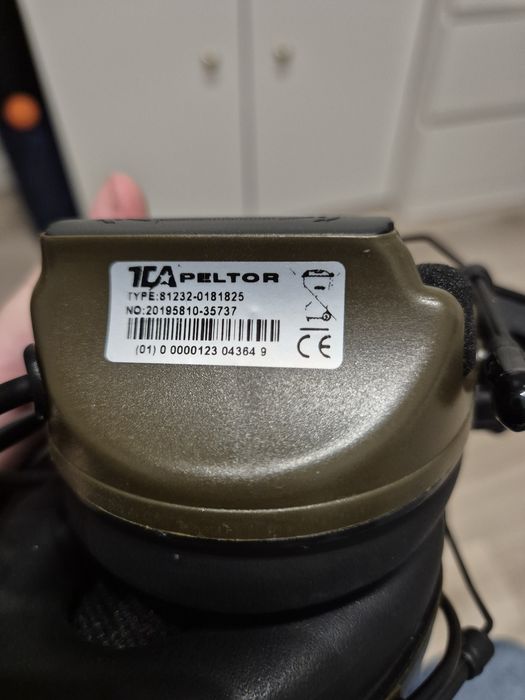 TCA PELTOR
TYPE:81232-0181825
NO:20195810-35737
(01) 0 0000123 04364 9
CE